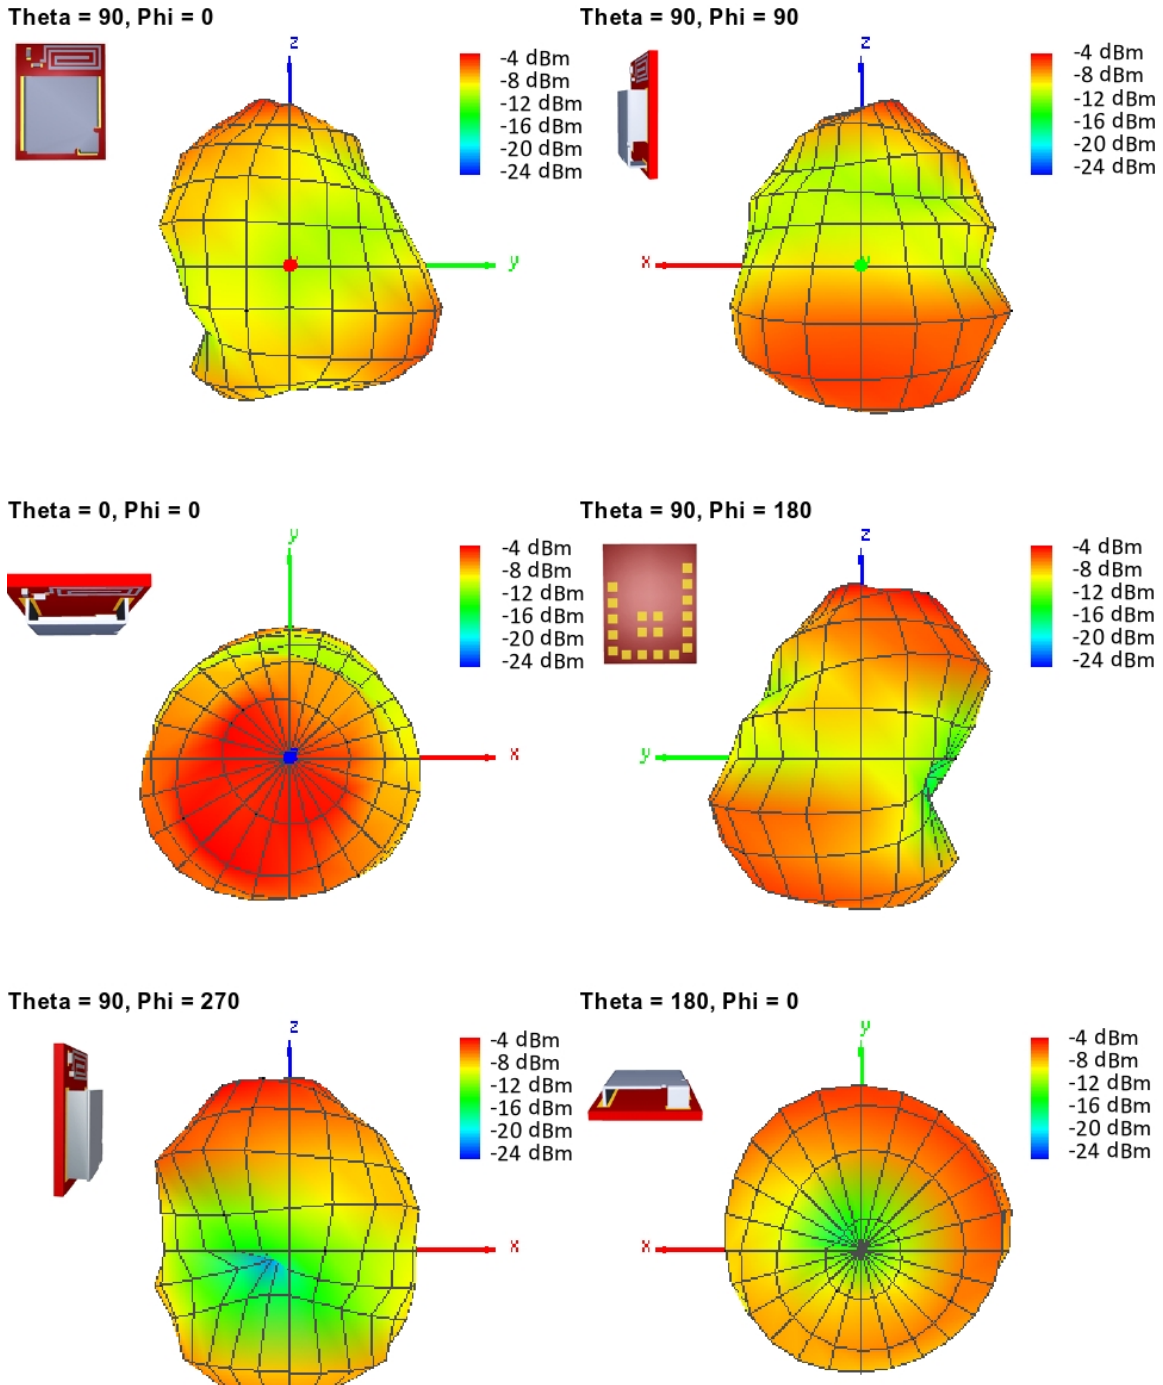 Theta = 90, Phi = 0
z
-4 dBm
-8 dBm
-12 dBm
-16 dBm
-20 dBm
-24 dBm
y
Theta = 90, Phi = 90
z
-4 dBm
-8 dBm
-12 dBm
-16 dBm
-20 dBm
-24 dBm
x
Theta = 0, Phi = 0
y
-4 dBm
-8 dBm
-12 dBm
-16 dBm
-20 dBm
-24 dBm
x
Theta = 90, Phi = 180
z
-4 dBm
-8 dBm
-12 dBm
-16 dBm
-20 dBm
-24 dBm
y
Theta = 90, Phi = 270
z
-4 dBm
-8 dBm
-12 dBm
-16 dBm
-20 dBm
-24 dBm
x
Theta = 180, Phi = 0
y
-4 dBm
-8 dBm
-12 dBm
-16 dBm
-20 dBm
-24 dBm
x